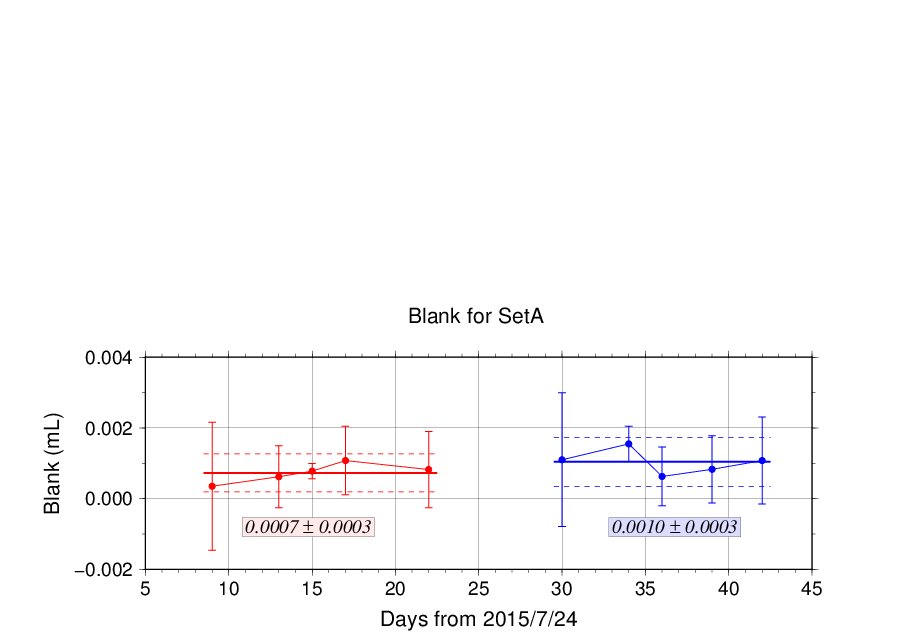 Blank for SetA
0.004
0.002
0.000
−0.002
Blank (mL)
0.0007 ± 0.0003
0.0010 ± 0.0003
5 10 15 20 25 30 35 40 45
Days from 2015/7/24